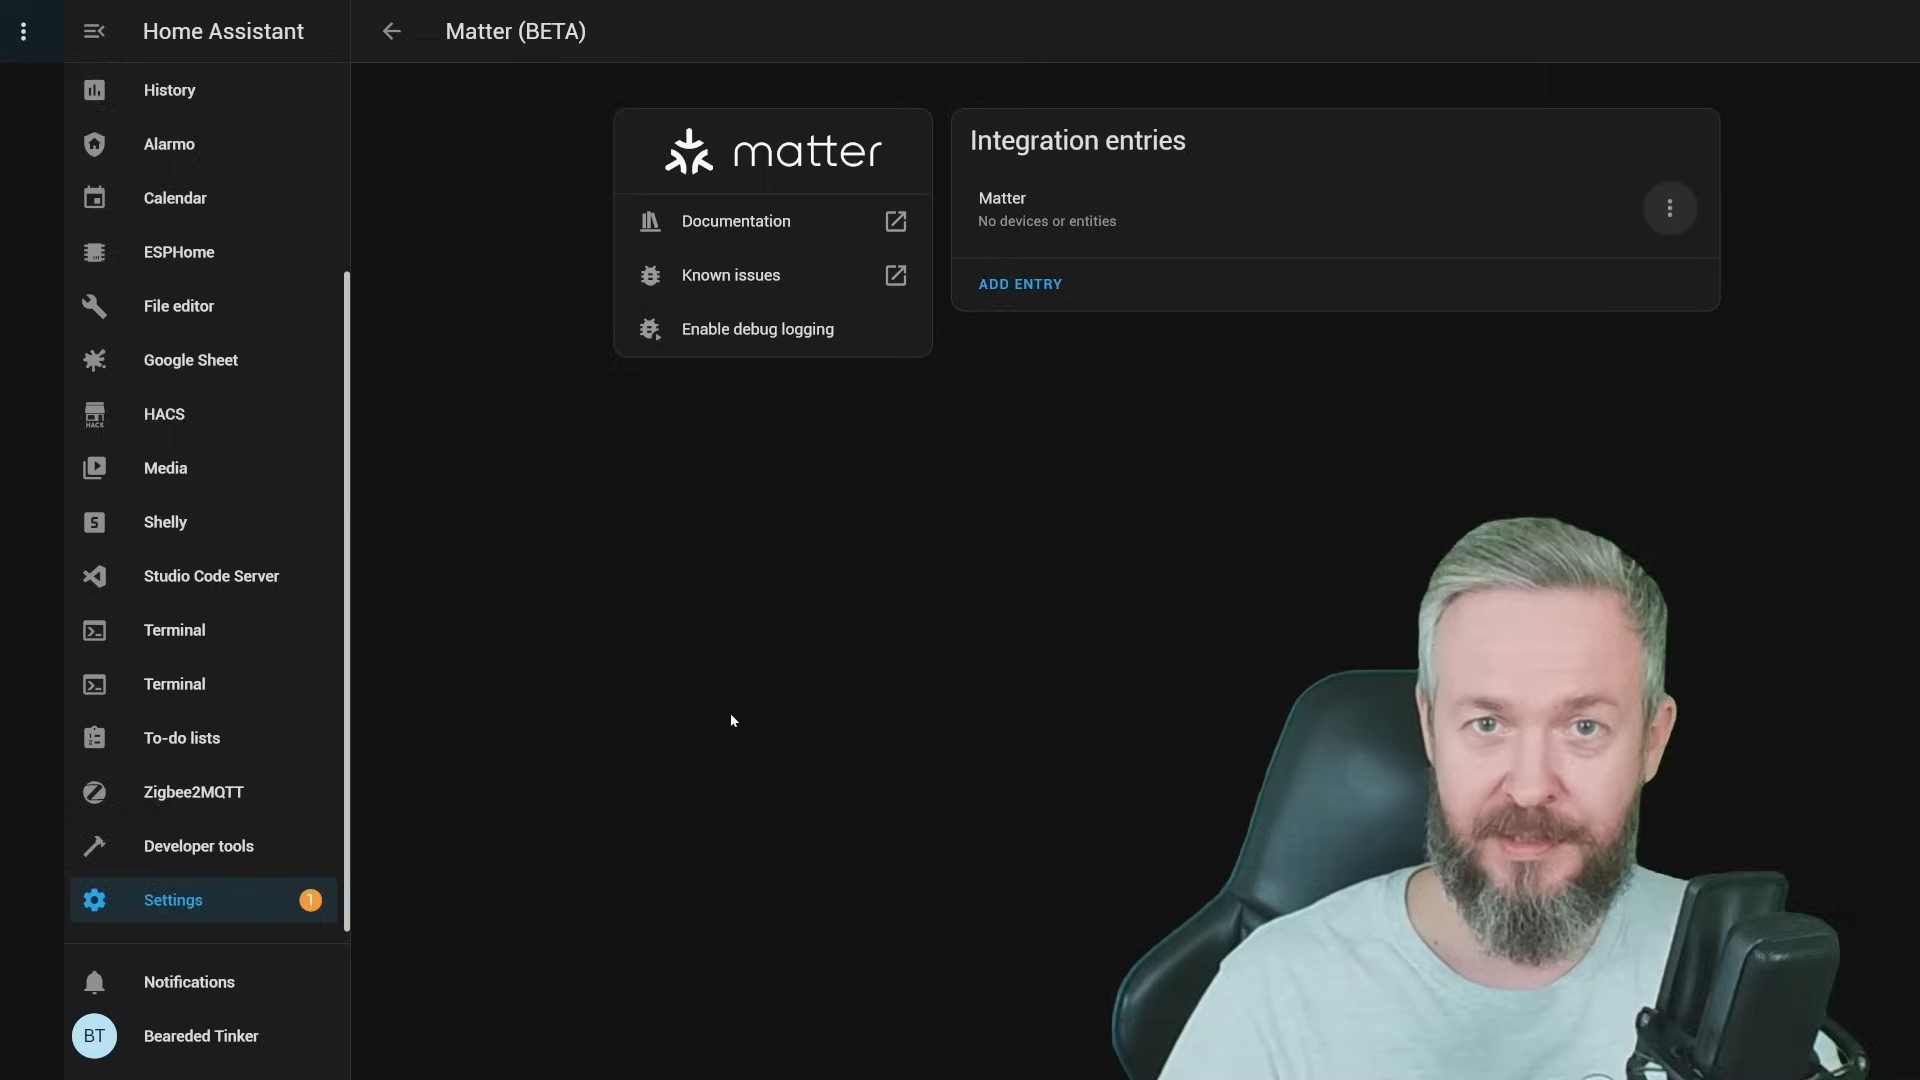 Home Assistant
Matter (BETA)
History
Alarmo
Calendar
ESPHome
File editor
Google Sheet
HACS
HACS
Media
S
Shelly
Studio Code Server
Terminal
Terminal
To-do lists
Zigbee2MQTT
Developer tools
Settings
1
Notifications
BT
Beareded Tinker
matter
Documentation
Known issues
Enable debug logging
Integration entries
Matter
No devices or entities
ADD ENTRY